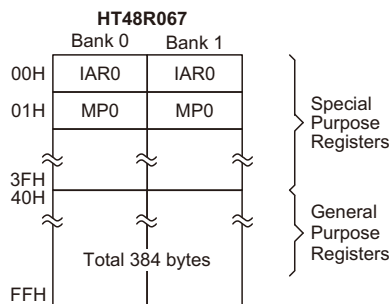 HT48R067
Bank 0 Bank 1
00H IAR0 IAR0
01H MP0 MP0
Special
Purpose
Registers
3FH
40H
General
Purpose
Registers
Total 384 bytes
FFH